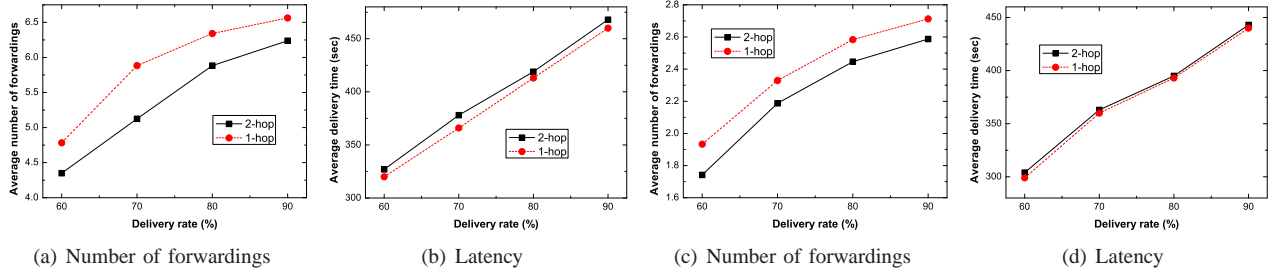 Average number of forwardings
6.5
6.0
5.5
5.0
4.5
4.0
2-hop
1-hop
60 70 80 90
Delivery rate (%)
(a) Number of forwardings
Average delivery time (sec)
450
400
350
300
2-hop
1-hop
60 70 80 90
Delivery rate (%)
(b) Latency
Average number of forwardings
2.8
2.6
2.4
2.2
2.0
1.8
1.6
2-hop
1-hop
60 70 80 90
Delivery rate (%)
(c) Number of forwardings
Average delivery time (sec)
450
400
350
300
2-hop
1-hop
60 70 80 90
Delivery rate (%)
(d) Latency